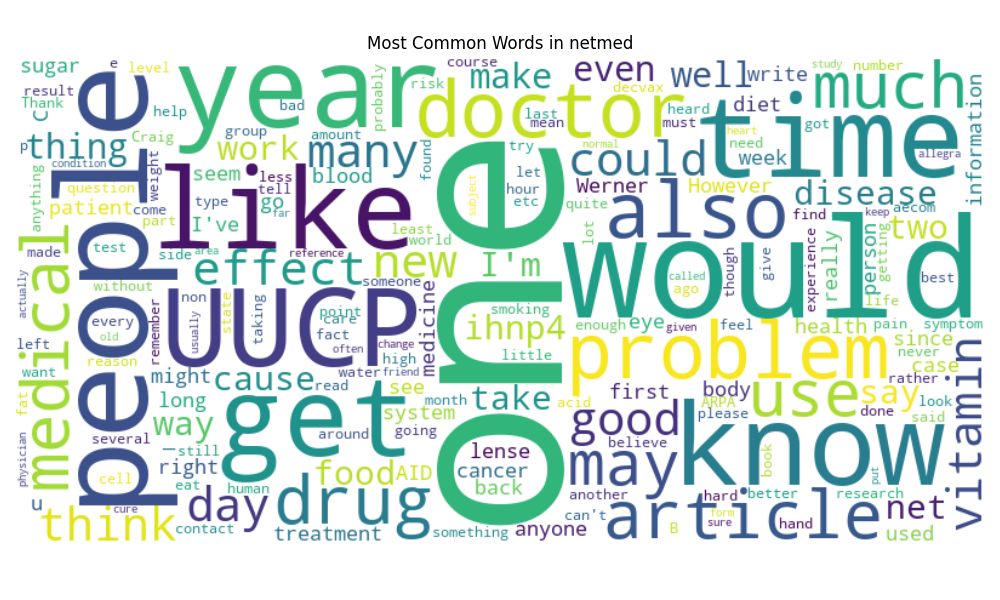 Most Common Words in netmed
sugar
e
level
course
make
even
well
write
study
number
result
year
probably
risk
doctor
decvax
much
Thank
c
help
bad
last
heard
diet
time
got
information
p
thing
Craig
group
amount
mean
must
need
heart
people
work
many
found
try
normal
could
week
allegra
condition
weight
seem
less
blood
one
let
Werner
However
disease
question
like
type
tell
go
subject
hour
etc
quite
also
find
keep
aecom
anything
patient
come
part
I've
far
least
lot
two
made
test
side
area
reference
world
would
though
give
experience
really
person
getting
medical
effect
new
I'm
called
best
actually
without
someone
ago
life
non
state
taking
point
smoking
every
UUCP
care
ihnp4
enough
eye
given
feel
health
pain
symptom
old
remember
usually
fact
often
change
medicine
little
problem
since
left
reason
high
never
want
might
cause
water
friend
see
take
first
body
rather
case
fat
long
read
month
acid
ARPA
use
say
look
way
get
system
good
please
done
said
several
around
going
believe
know
vitamin
physician
still
right
lense
may
book
cell
eat
food
AID
cancer
back
another
hard
better
put
research
human
u
cure
day
drug
can't
article
form
net
think
contact
treatment
something
anyone
B
sure
hand
used